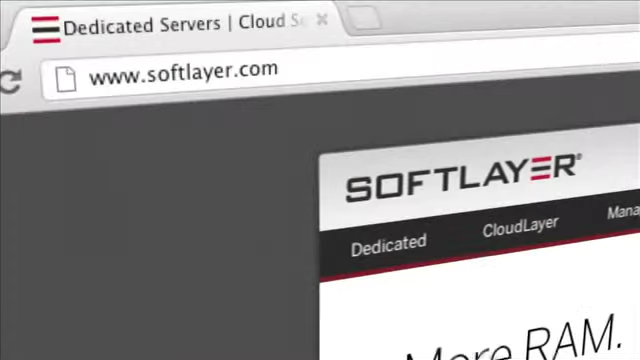 Dedicated Servers | Cloud Se
www.softlayer.com
SOFTLAYER®
Dedicated
CloudLayer
Mana
More RAM.